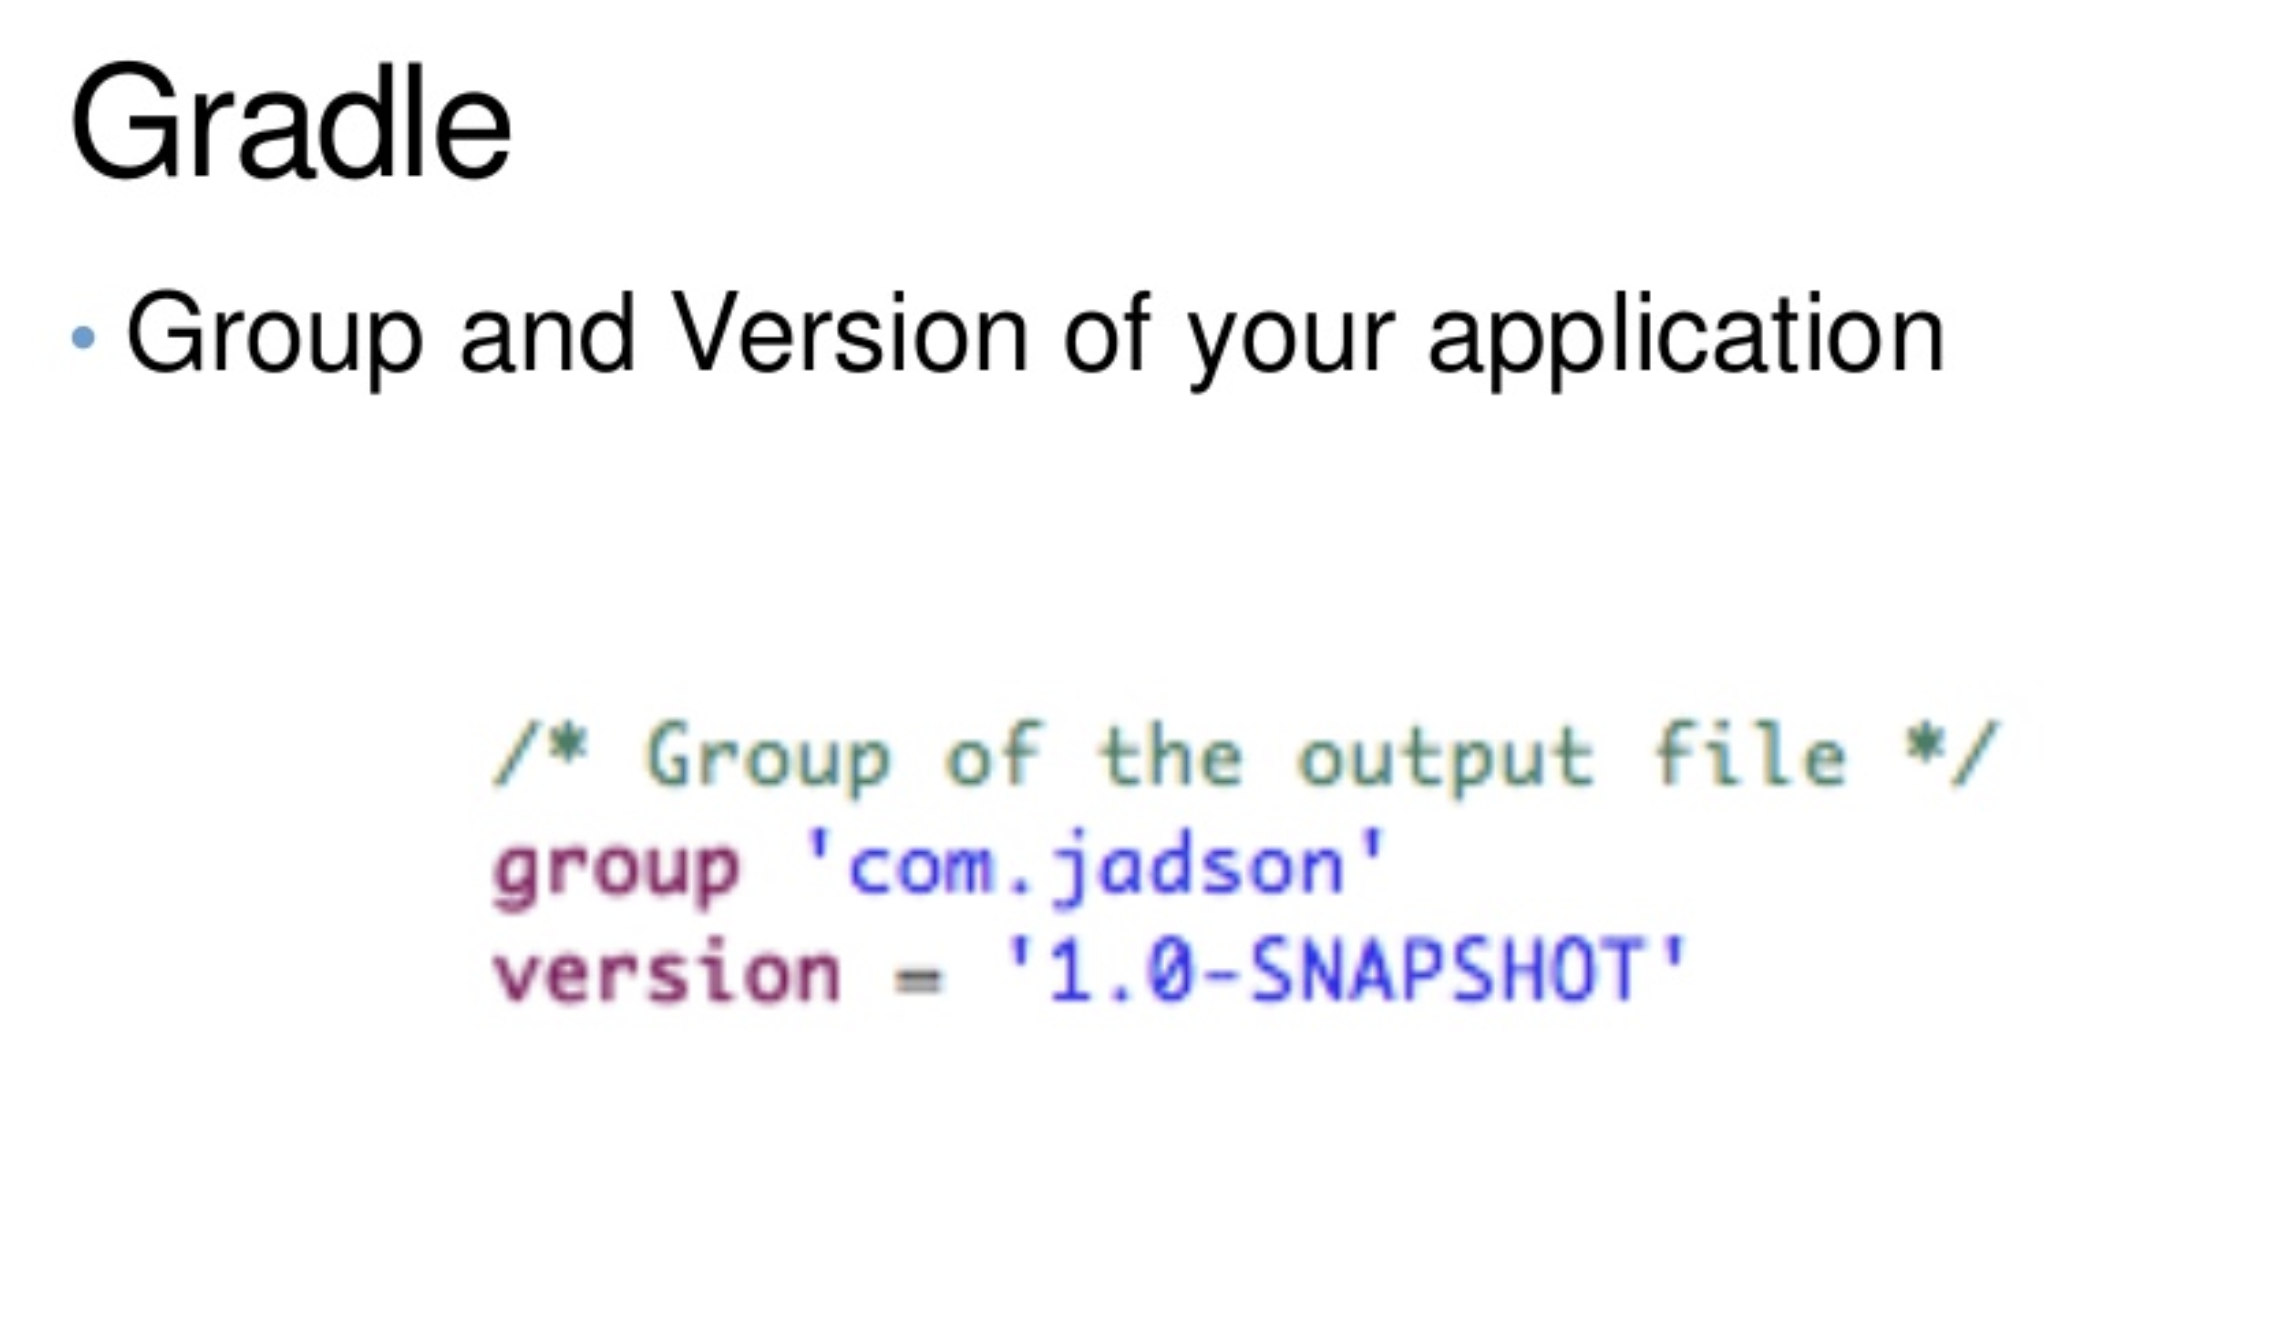 Gradle
• Group and Version of your application
/* Group of the output file */
group 'com.jadson'
version = '1.0-SNAPSHOT'